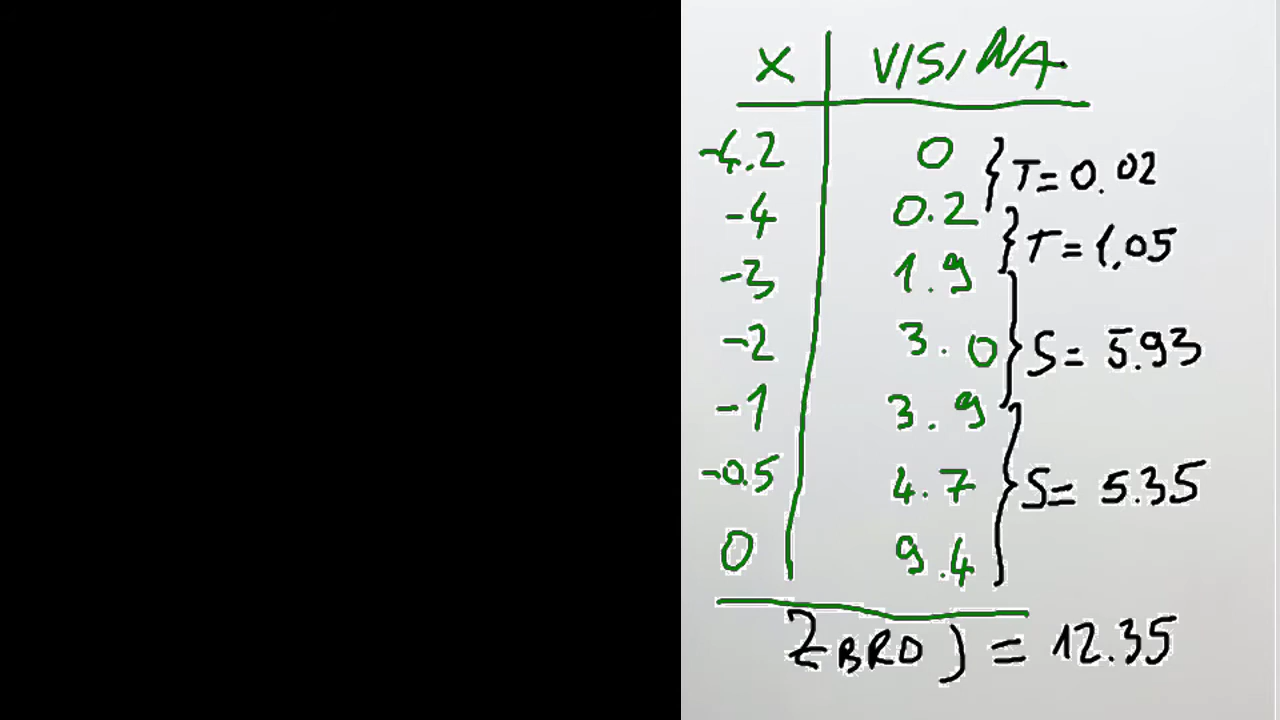 X VISINA
-4.2 0 } T=0.02
-4 0.2 } T=1.05
-3 1.9
-2 3.0 } S=5.93
-1 3.9
-0.5 4.7 } S=5.35
0 9.4
ZBROJ = 12.35